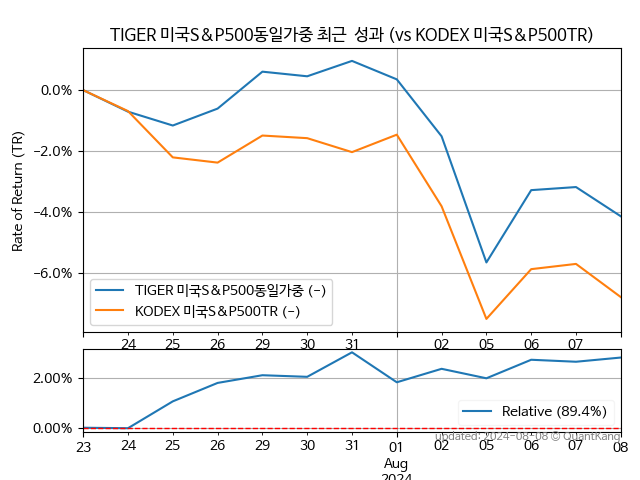 TIGER 미국S&P500동일가중 최근 성과 (vs KODEX 미국S&P500TR)
Rate of Return (TR)
0.0%
−2.0%
−4.0%
−6.0%
TIGER 미국S&P500동일가중 (-)
KODEX 미국S&P500TR (-)
24 25 26 29 30 31 02 05 06 07
2.00%
0.00%
Relative (89.4%)
updated: 2024-08-08 © QuantKang
23 24 25 26 29 30 31 01 02 05 06 07 08
Aug
2024